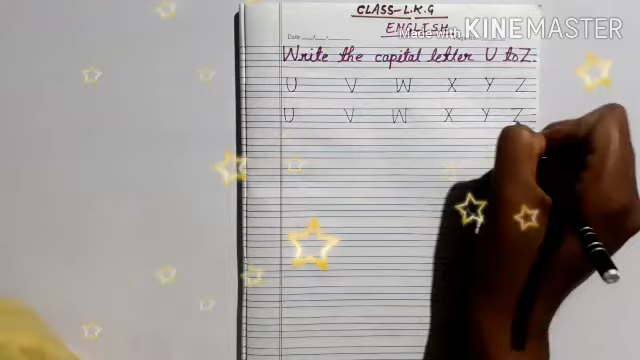 CLASS-L.K.G
ENGLISH
Made with KINEMASTER
Date
Write the capital letter U to Z.
U V W X Y Z
U V W X Y Z